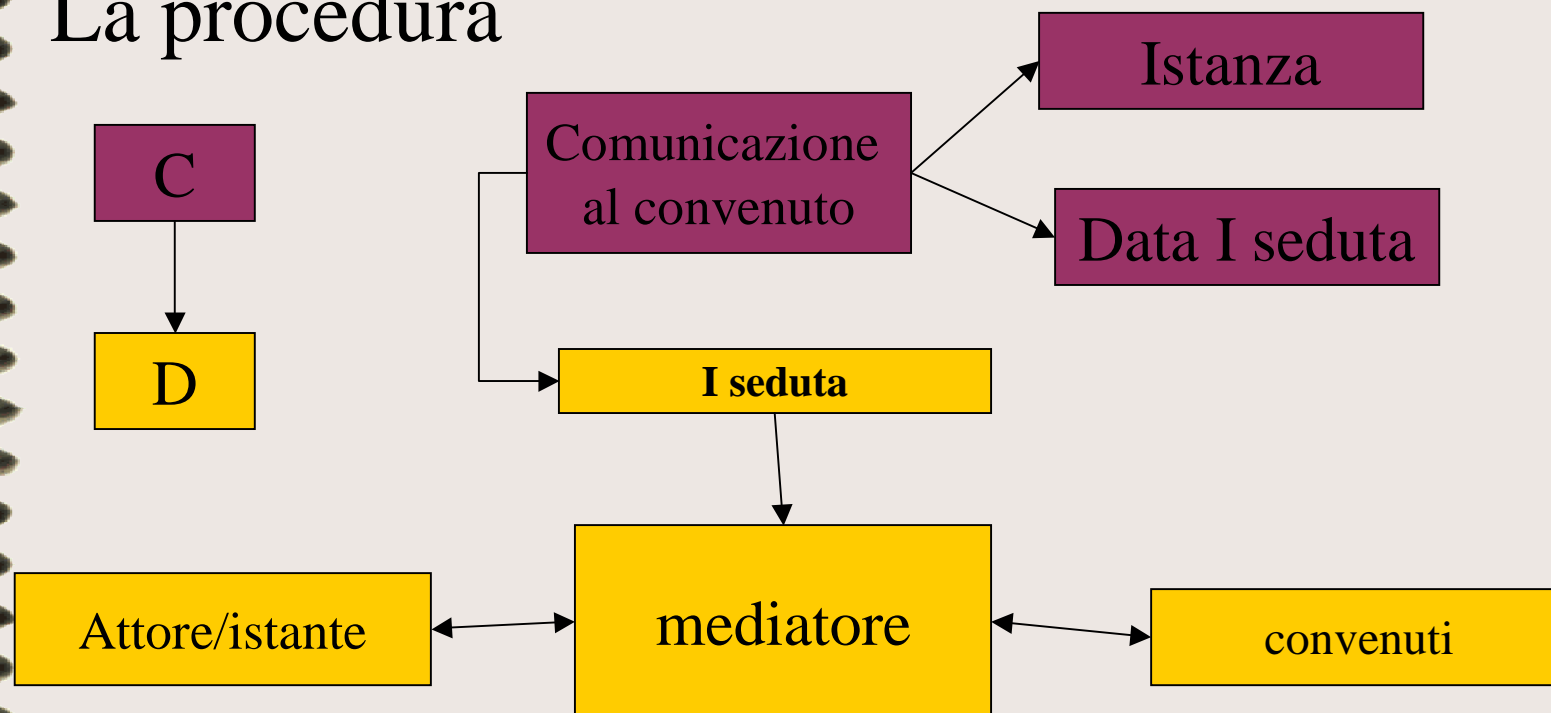 La procedura
Istanza
Comunicazione
al convenuto
C
Data I seduta
D
I seduta
mediatore
Attore/istante
convenuti